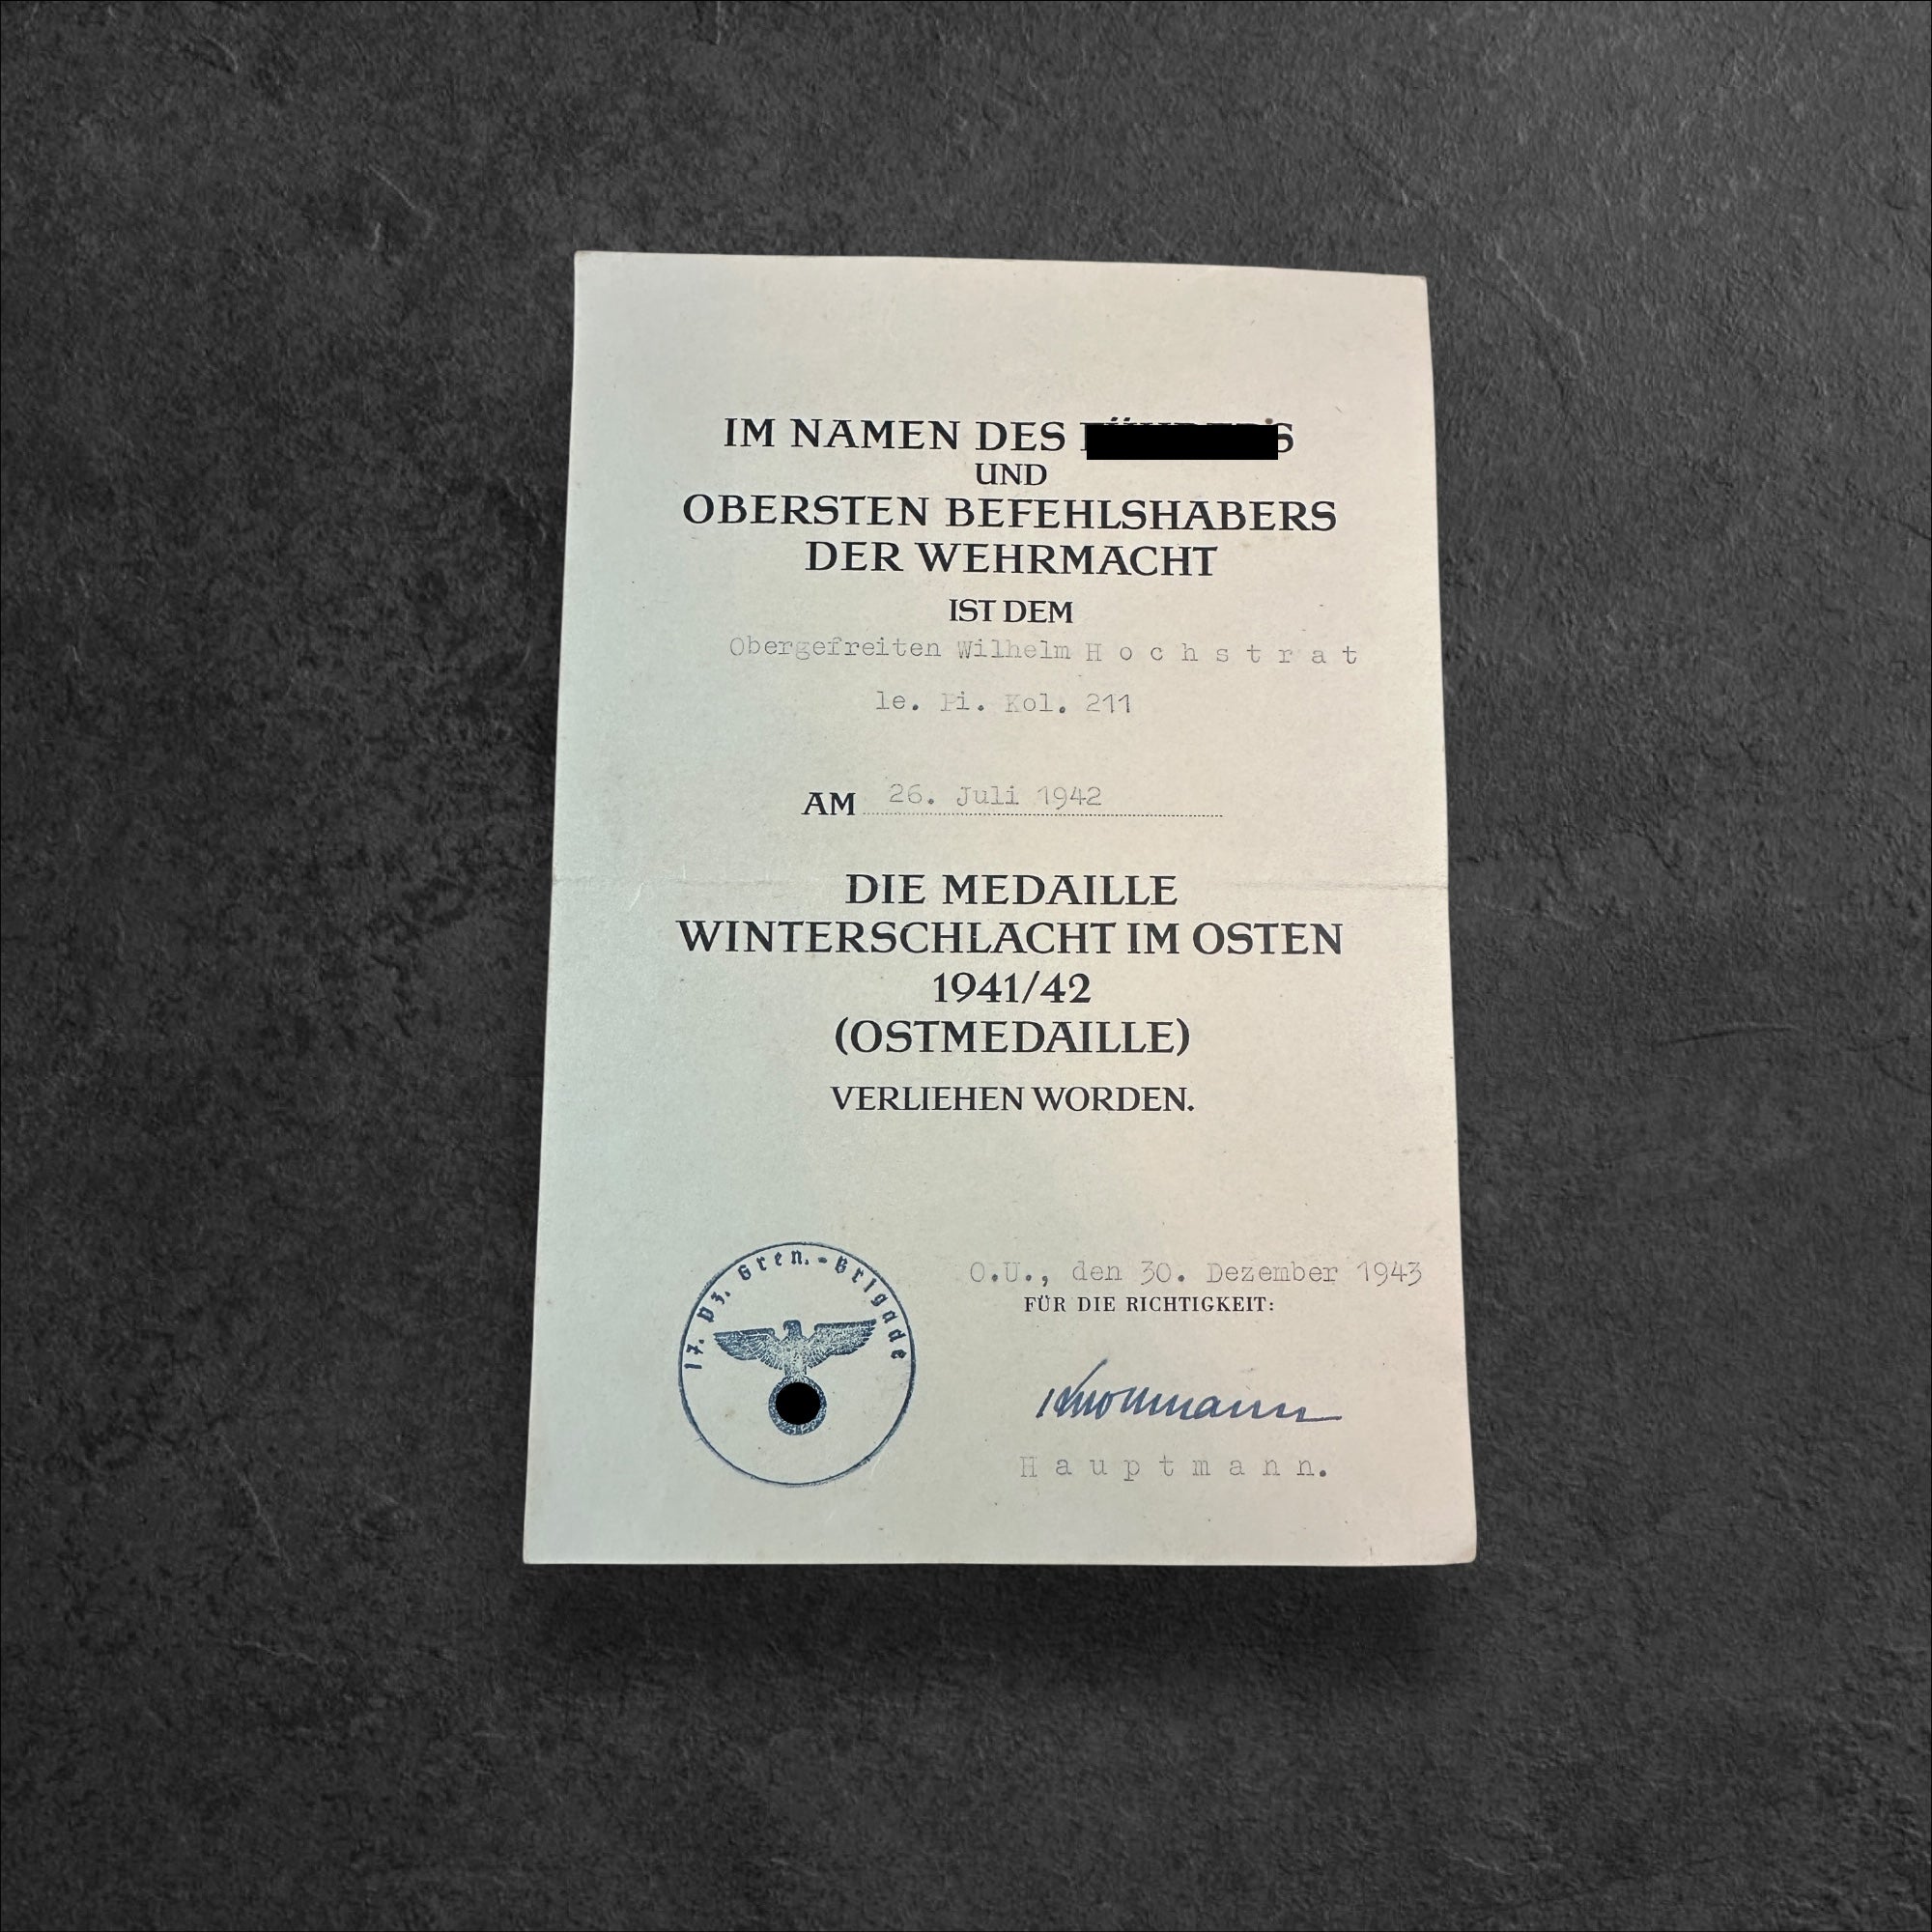 IM NAMEN DES
UND
OBERSTEN BEFEHLSHABERS
DER WEHRMACHT
IST DEM
Obergefreiten Wilhelm H o c h s t r a t
le. Pi. Kol. 211
AM 26. Juli 1942
DIE MEDAILLE
WINTERSCHLACHT IM OSTEN
1941/42
(OSTMEDAILLE)
VERLIEHEN WORDEN.
17. Pz. Gren.-Brigade
O.U., den 30. Dezember 1943
FÜR DIE RICHTIGKEIT:
H a u p t m a n n.